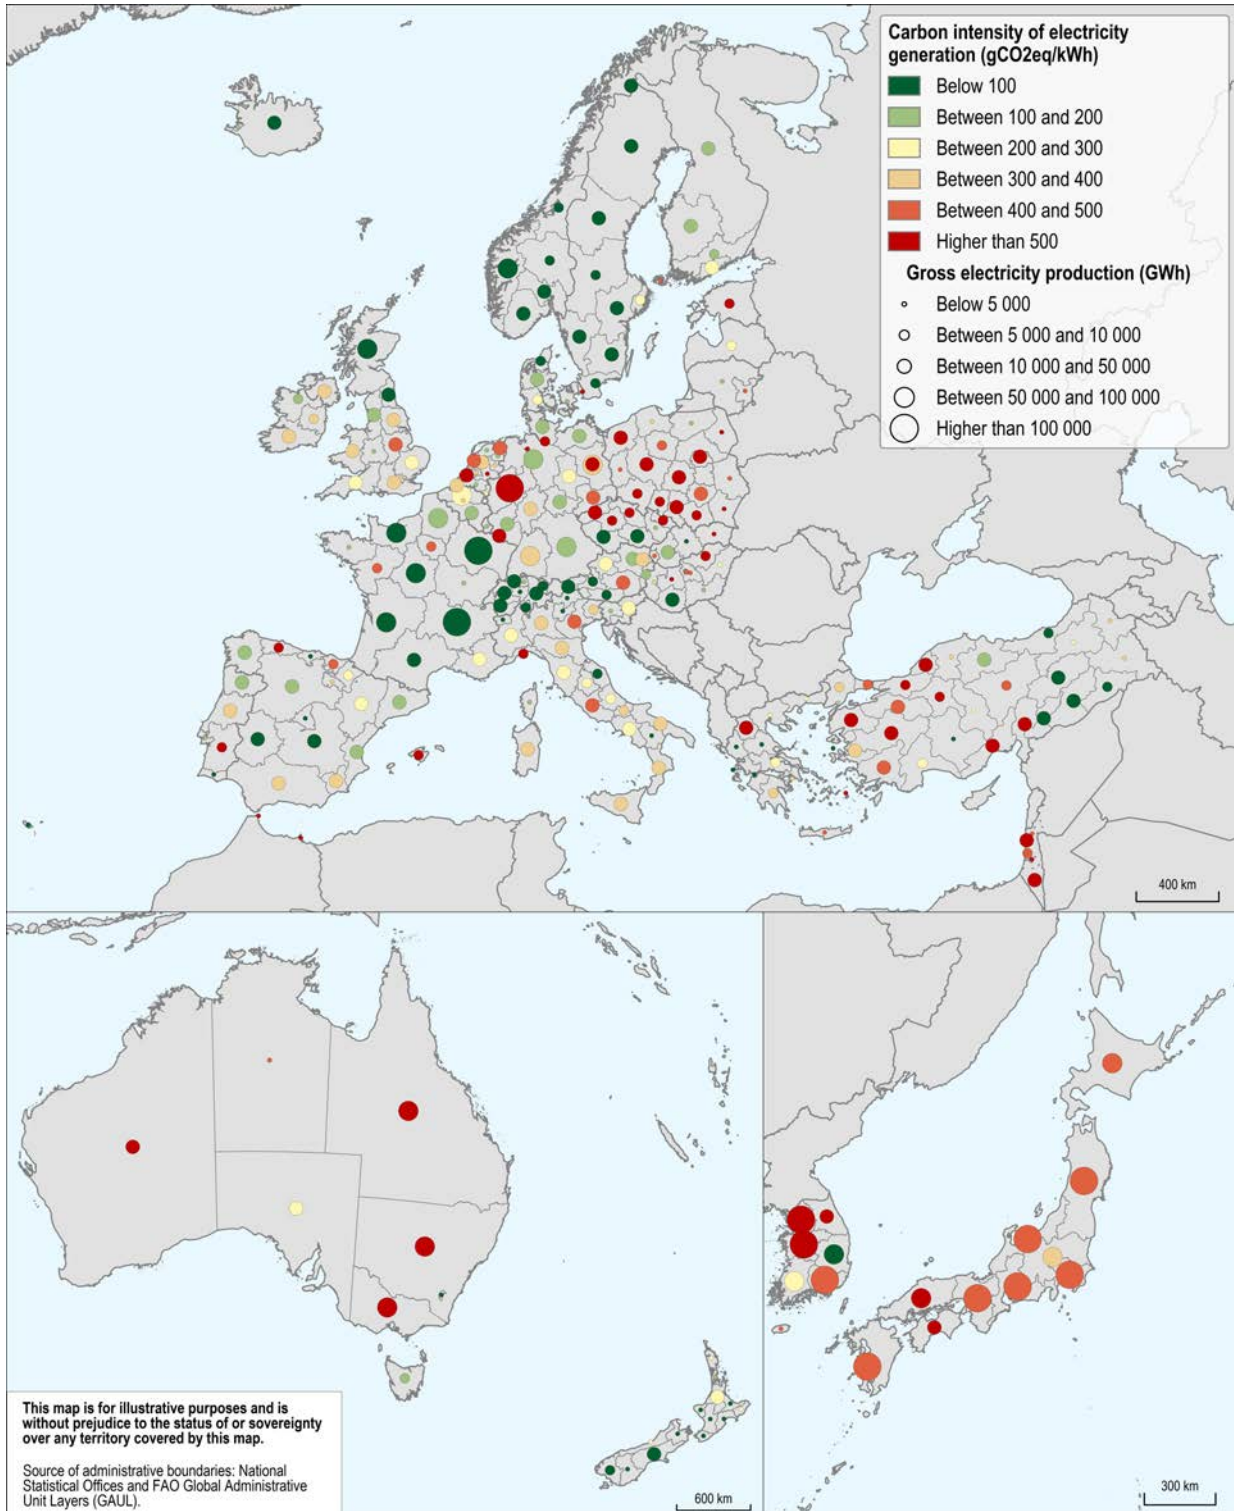 Carbon intensity of electricity
generation (gCO2eq/kWh)
Below 100
Between 100 and 200
Between 200 and 300
Between 300 and 400
Between 400 and 500
Higher than 500
Gross electricity production (GWh)
Below 5 000
Between 5 000 and 10 000
Between 10 000 and 50 000
Between 50 000 and 100 000
Higher than 100 000
400 km
This map is for illustrative purposes and is
without prejudice to the status of or sovereignty
over any territory covered by this map.
Source of administrative boundaries: National
Statistical Offices and FAO Global Administrative
Unit Layers (GAUL).
600 km
300 km